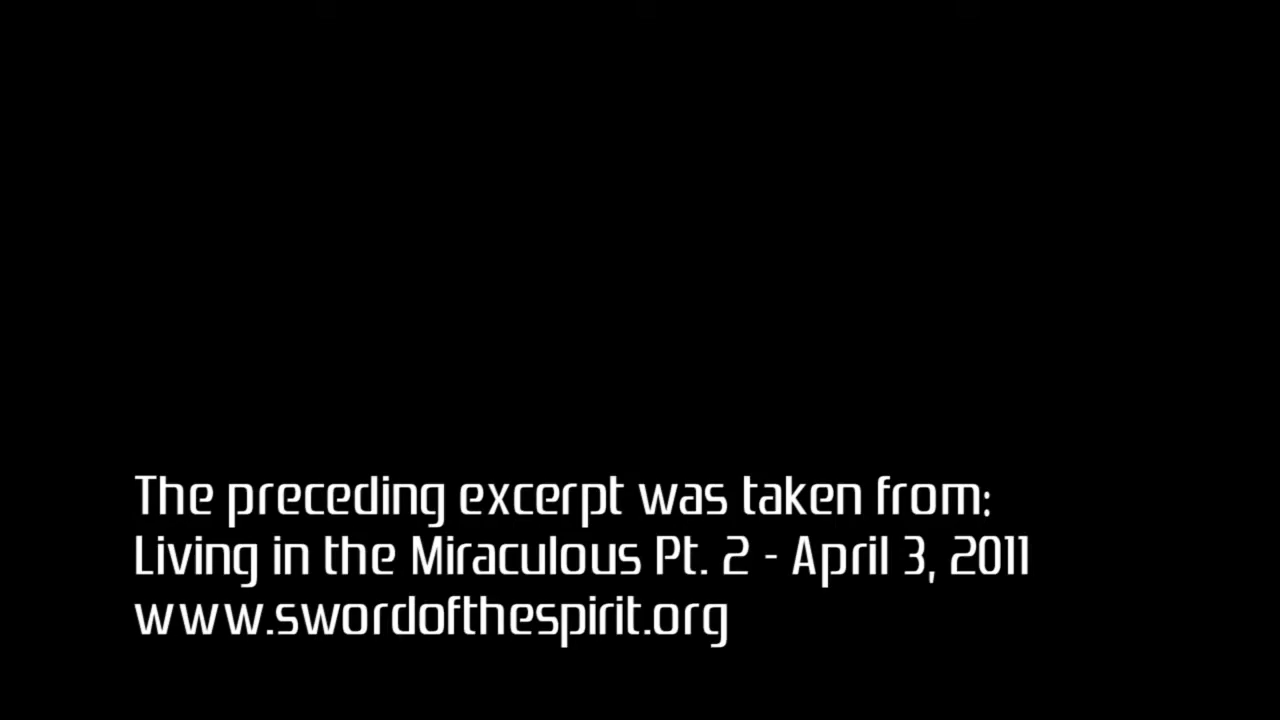 The preceding excerpt was taken from:
Living in the Miraculous Pt. 2 - April 3, 2011
www.swordofthespirit.org